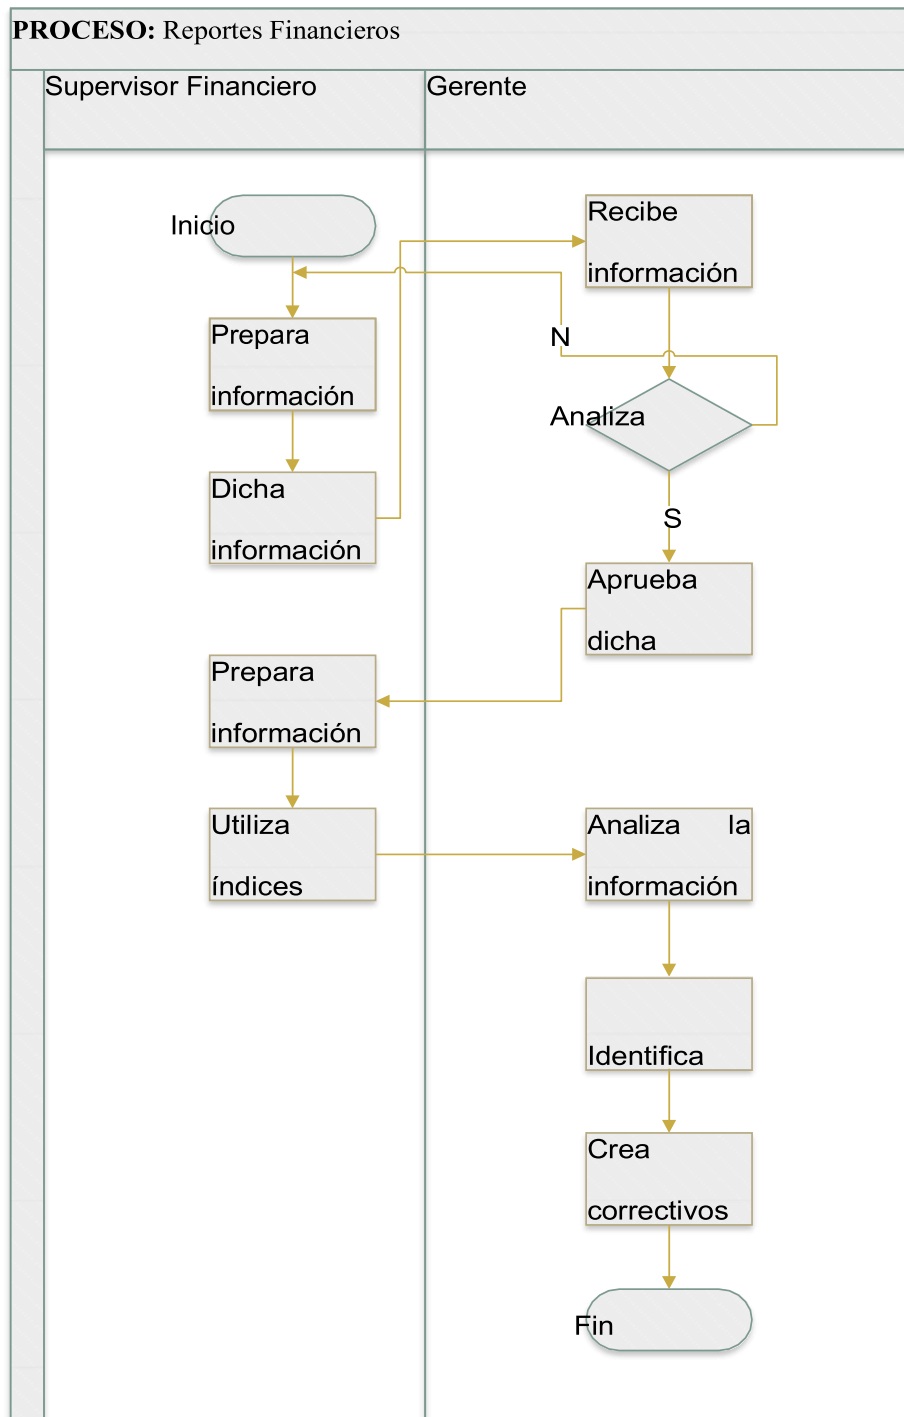 PROCESO: Reportes Financieros
Supervisor Financiero
Gerente
Inicio
Recibe
información
Prepara
información
N
Analiza
Dicha
información
S
Aprueba
dicha
Prepara
información
Utiliza
índices
Analiza la
información
Identifica
Crea
correctivos
Fin